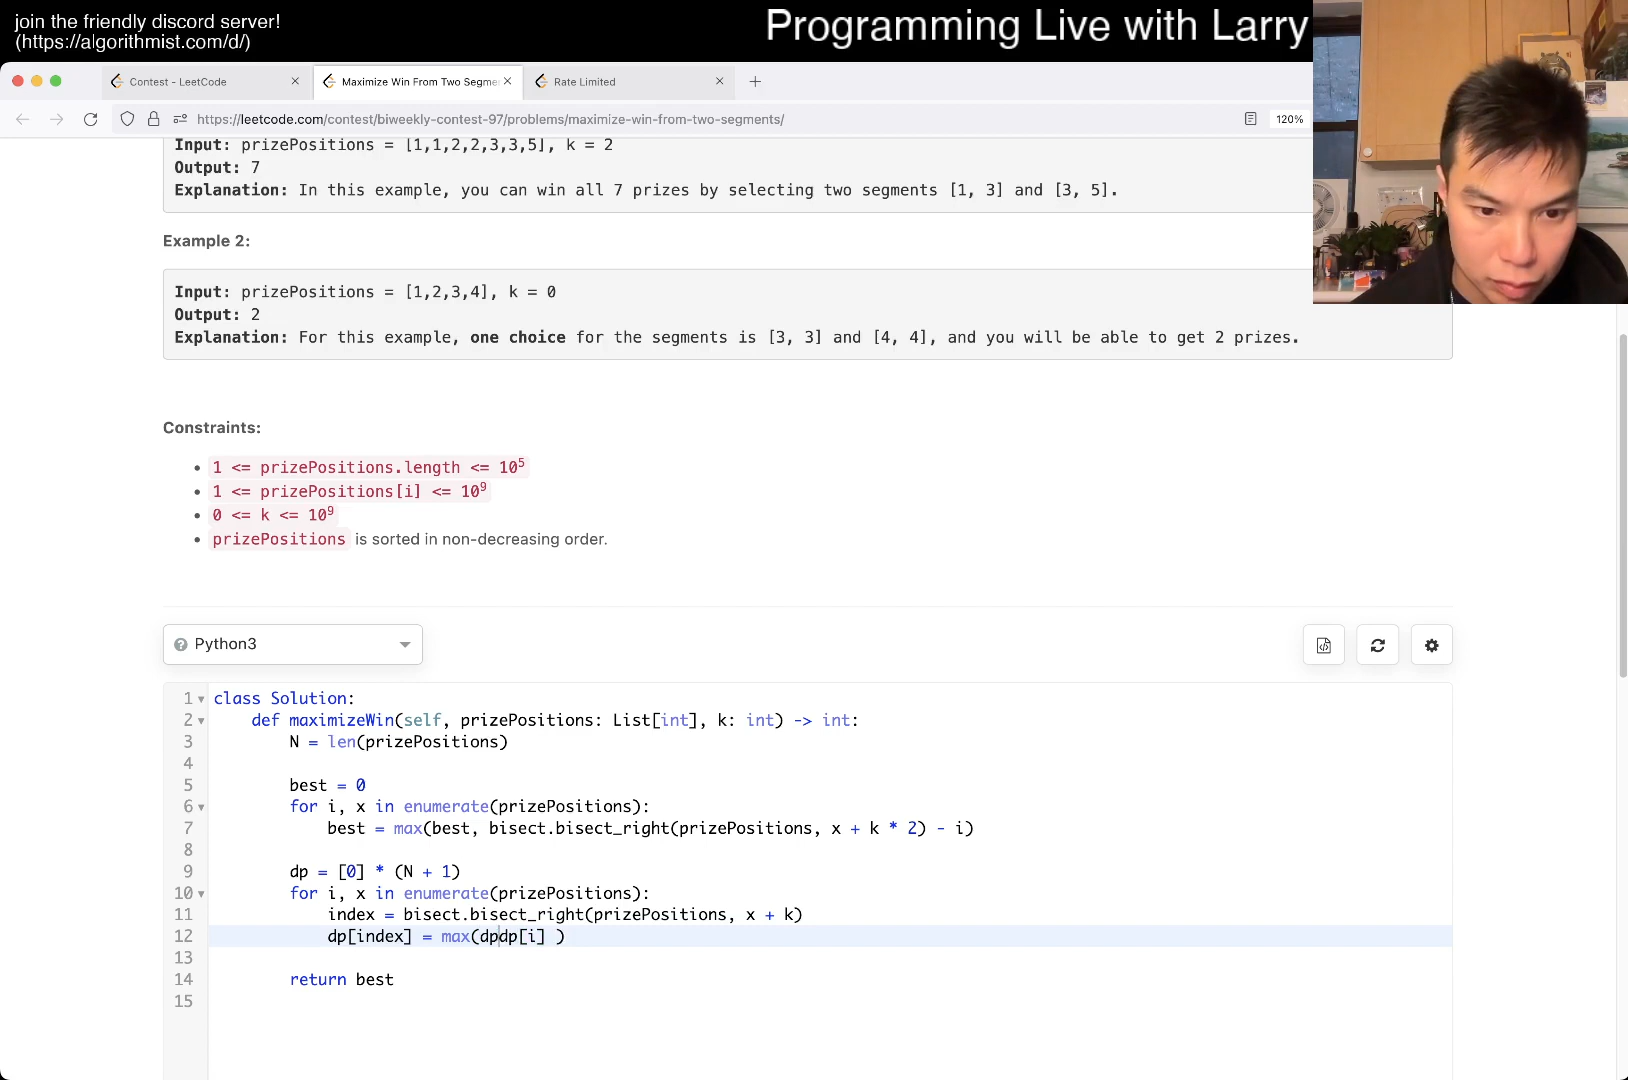 join the friendly discord server!
(https://algorithmist.com/d/)
Programming Live with Larry
Contest - LeetCode
Maximize Win From Two Segme
Rate Limited
https://leetcode.com/contest/biweekly-contest-97/problems/maximize-win-from-two-segments/
120%
Input: prizePositions = [1,1,2,2,3,3,5], k = 2
Output: 7
Explanation: In this example, you can win all 7 prizes by selecting two segments [1, 3] and [3, 5].
Example 2:
Input: prizePositions = [1,2,3,4], k = 0
Output: 2
Explanation: For this example, one choice for the segments is [3, 3] and [4, 4], and you will be able to get 2 prizes.
Constraints:
1 <= prizePositions.length <= 10⁵
1 <= prizePositions[i] <= 10⁹
0 <= k <= 10⁹
prizePositions is sorted in non-decreasing order.
Python3
1 class Solution:
2     def maximizeWin(self, prizePositions: List[int], k: int) -> int:
3         N = len(prizePositions)
4
5         best = 0
6         for i, x in enumerate(prizePositions):
7             best = max(best, bisect.bisect_right(prizePositions, x + k * 2) - i)
8
9         dp = [0] * (N + 1)
10         for i, x in enumerate(prizePositions):
11             index = bisect.bisect_right(prizePositions, x + k)
12             dp[index] = max(dpdp[i] )
13
14         return best
15